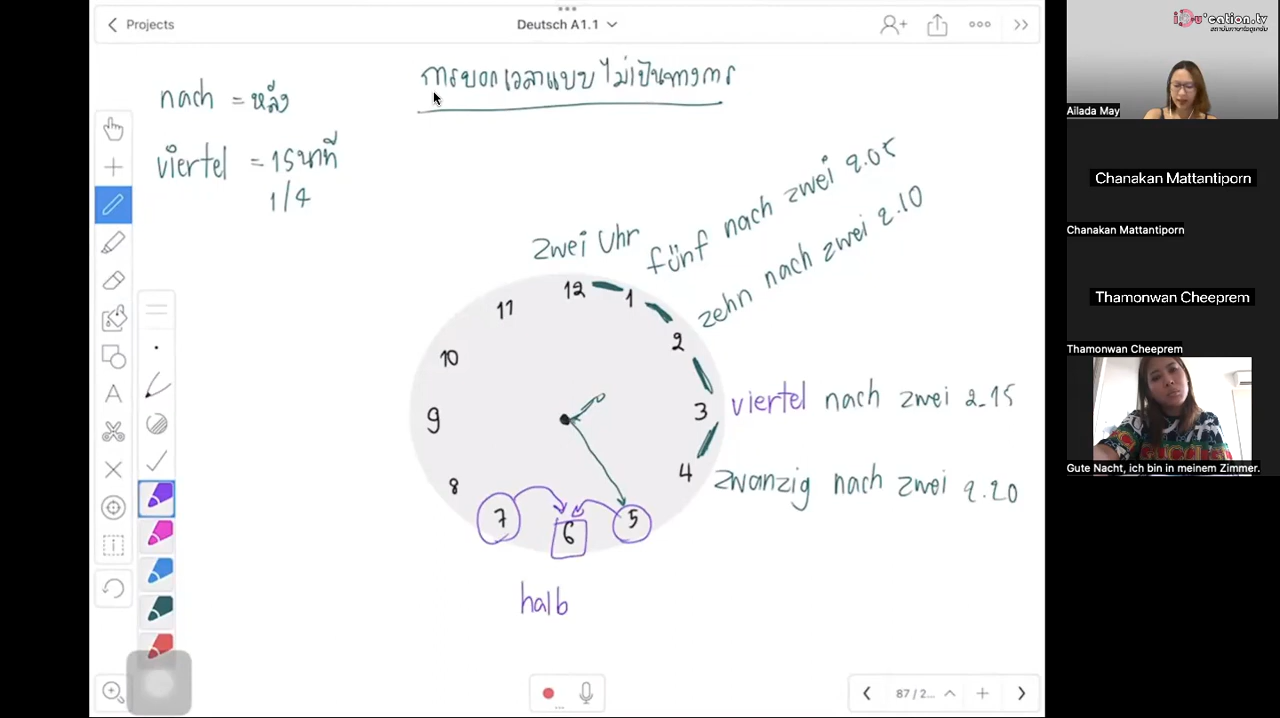 Projects
Deutsch A1.1
nach = หลัง
viertel = 15นาที
1/4
การบอกเวลาแบบ ไม่เป็นทางการ
zwei Uhr
fünf nach zwei 2.05
zehn nach zwei 2.10
viertel nach zwei 2.15
zwanzig nach zwei 2.20
12
1
2
3
4
5
6
7
8
9
10
11
halb
A
87 / 2...
Ailada May
Chanakan Mattantiporn
Chanakan Mattantiporn
Thamonwan Cheeprem
Thamonwan Cheeprem
Gute Nacht, ich bin in meinem Zimmer.